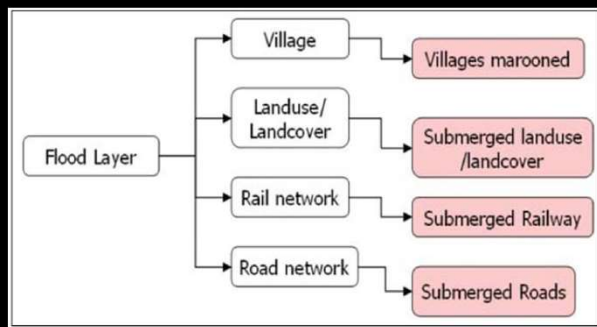 Flood Layer
Village
Villages marooned
Landuse/
Landcover
Submerged landuse
/landcover
Rail network
Submerged Railway
Road network
Submerged Roads